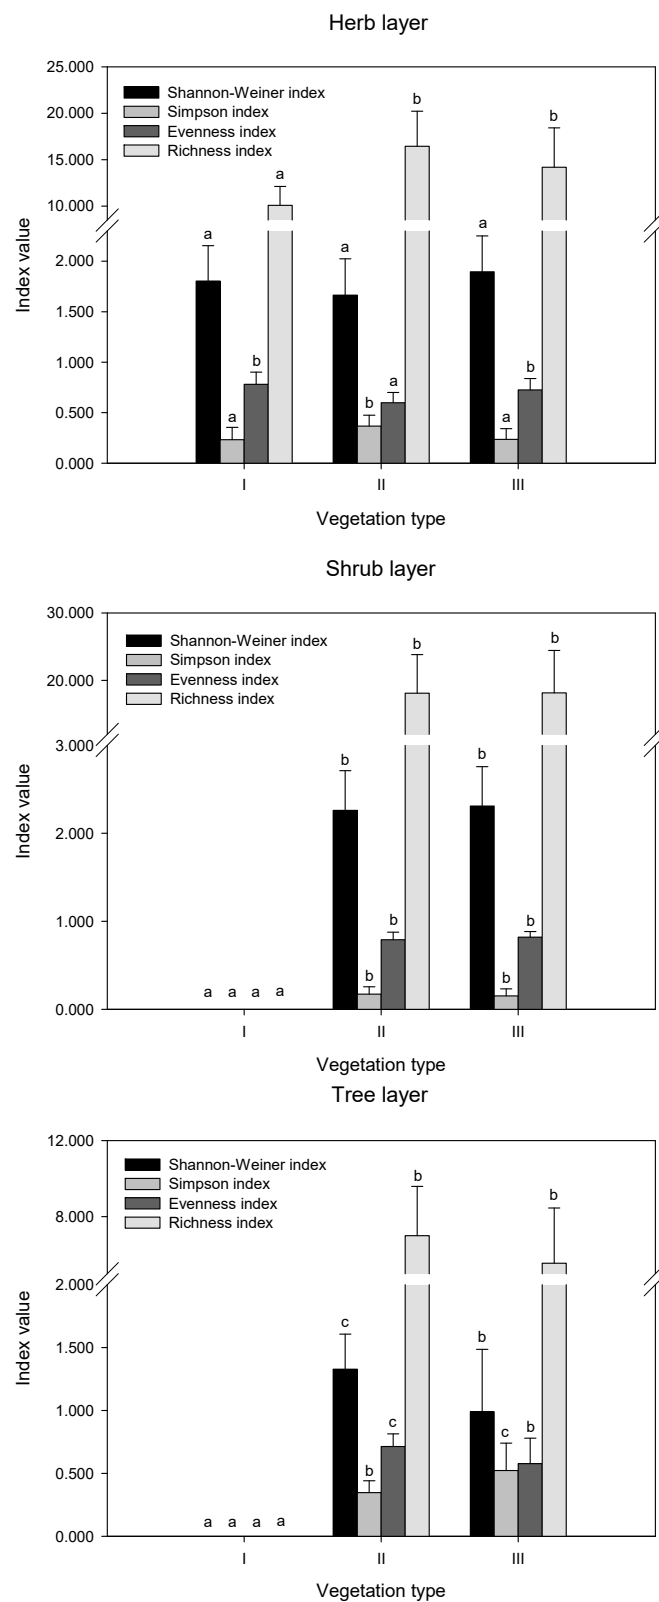 Herb layer
25.000
20.000
15.000
10.000
2.000
1.500
1.000
0.500
0.000
Index value
Shannon-Weiner index
Simpson index
Evenness index
Richness index
a a b a
a b a b
a a b b
I II III
Vegetation type
Shrub layer
30.000
20.000
3.000
2.000
1.000
0.000
Index value
Shannon-Weiner index
Simpson index
Evenness index
Richness index
a a a a
b b b b
b b b b
I II III
Vegetation type
Tree layer
12.000
8.000
2.000
1.500
1.000
0.500
0.000
Index value
Shannon-Weiner index
Simpson index
Evenness index
Richness index
a a a a
c b c b
b c b b
I II III
Vegetation type